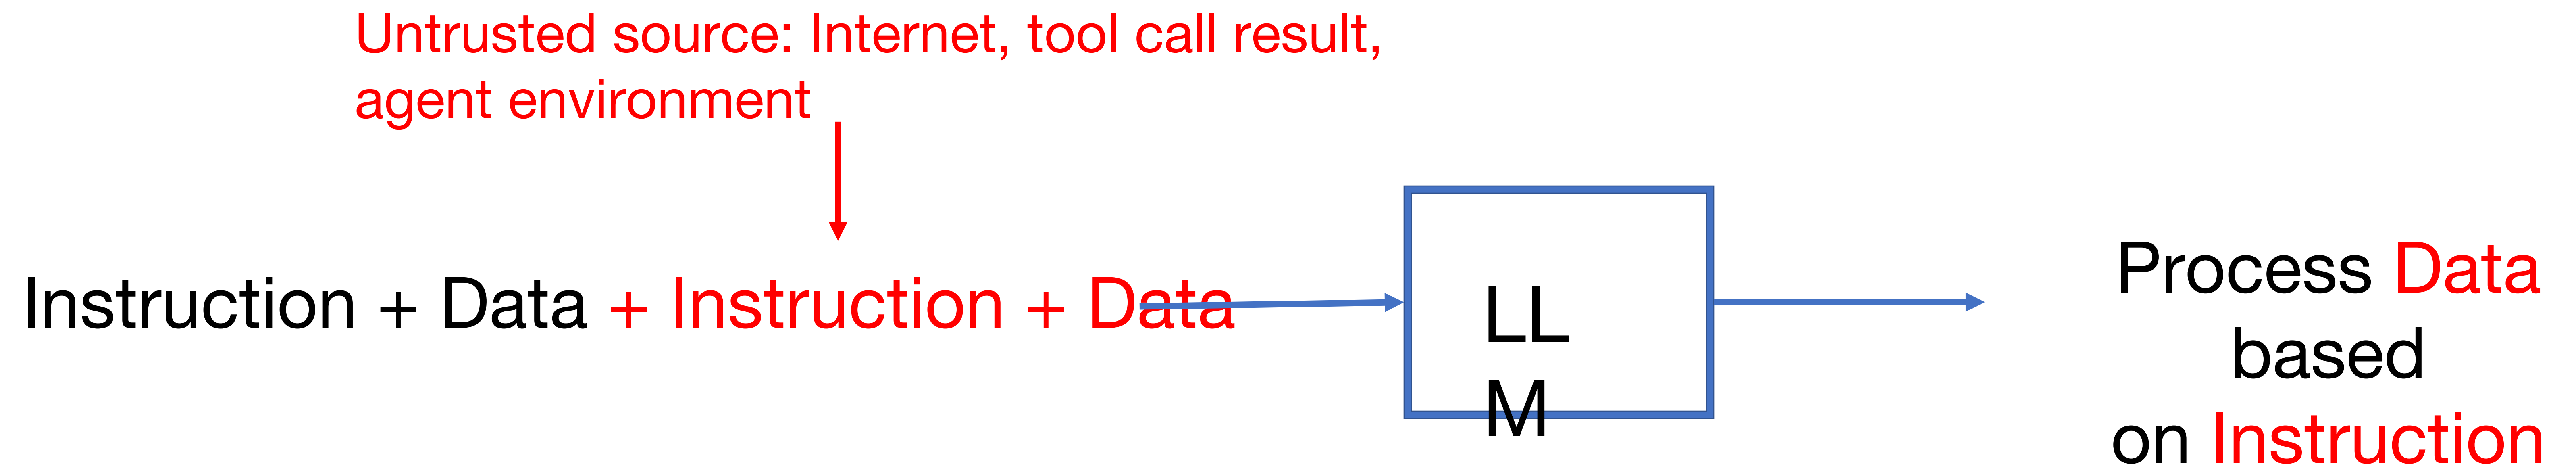 Untrusted source: Internet, tool call result,
agent environment
Instruction + Data + Instruction + Data
LL
M
Process Data
based
on Instruction